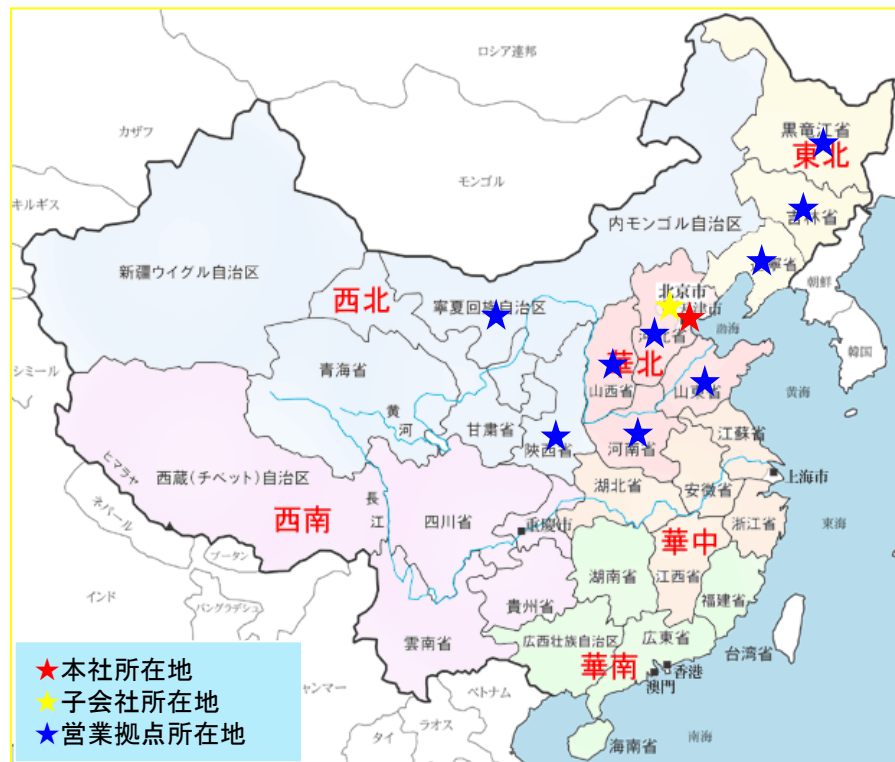 ロシア連邦
カザフ
黒竜江省
東北
モンゴル
キルギス
吉林省
内モンゴル自治区
新疆ウイグル自治区
寧省
朝鮮
北京市
西北
寧夏回族自治区
津市
渤海
河北省
韓国
シミール
青海省
華北
山西省
山東省
黄海
黄
河
甘粛省
陝西省
河南省
江蘇省
ヒマラヤ
西蔵(チベット)自治区
長
江
湖北省
安徽省
上海市
ネパール
西南
四川省
重慶市
華中
浙江省
東海
ブータン
インド
バングラデシュ
貴州省
湖南省
江西省
福建省
雲南省
広西壮族自治区
広東省
台湾省
華南
香港
澳門
ャンマー
ベトナム
ラオス
タイ
海南省
南海
★本社所在地
★子会社所在地
★営業拠点所在地